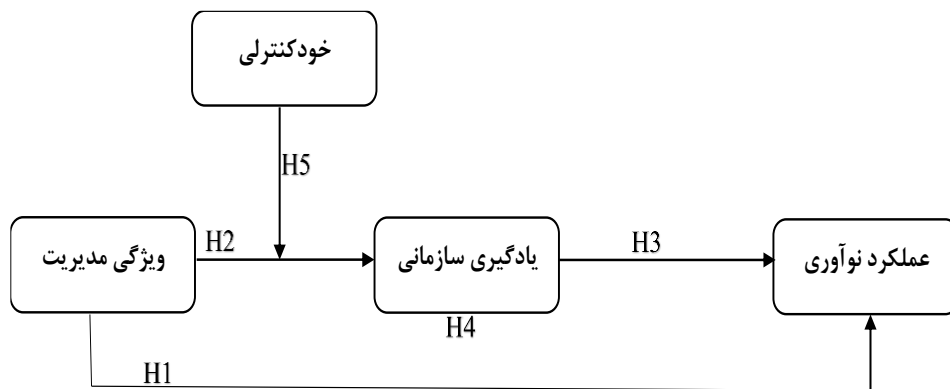 خودکنترلی
H5
ویژگی مدیریت
H2
یادگیری سازمانی
H3
عملکرد نوآوری
H4
H1